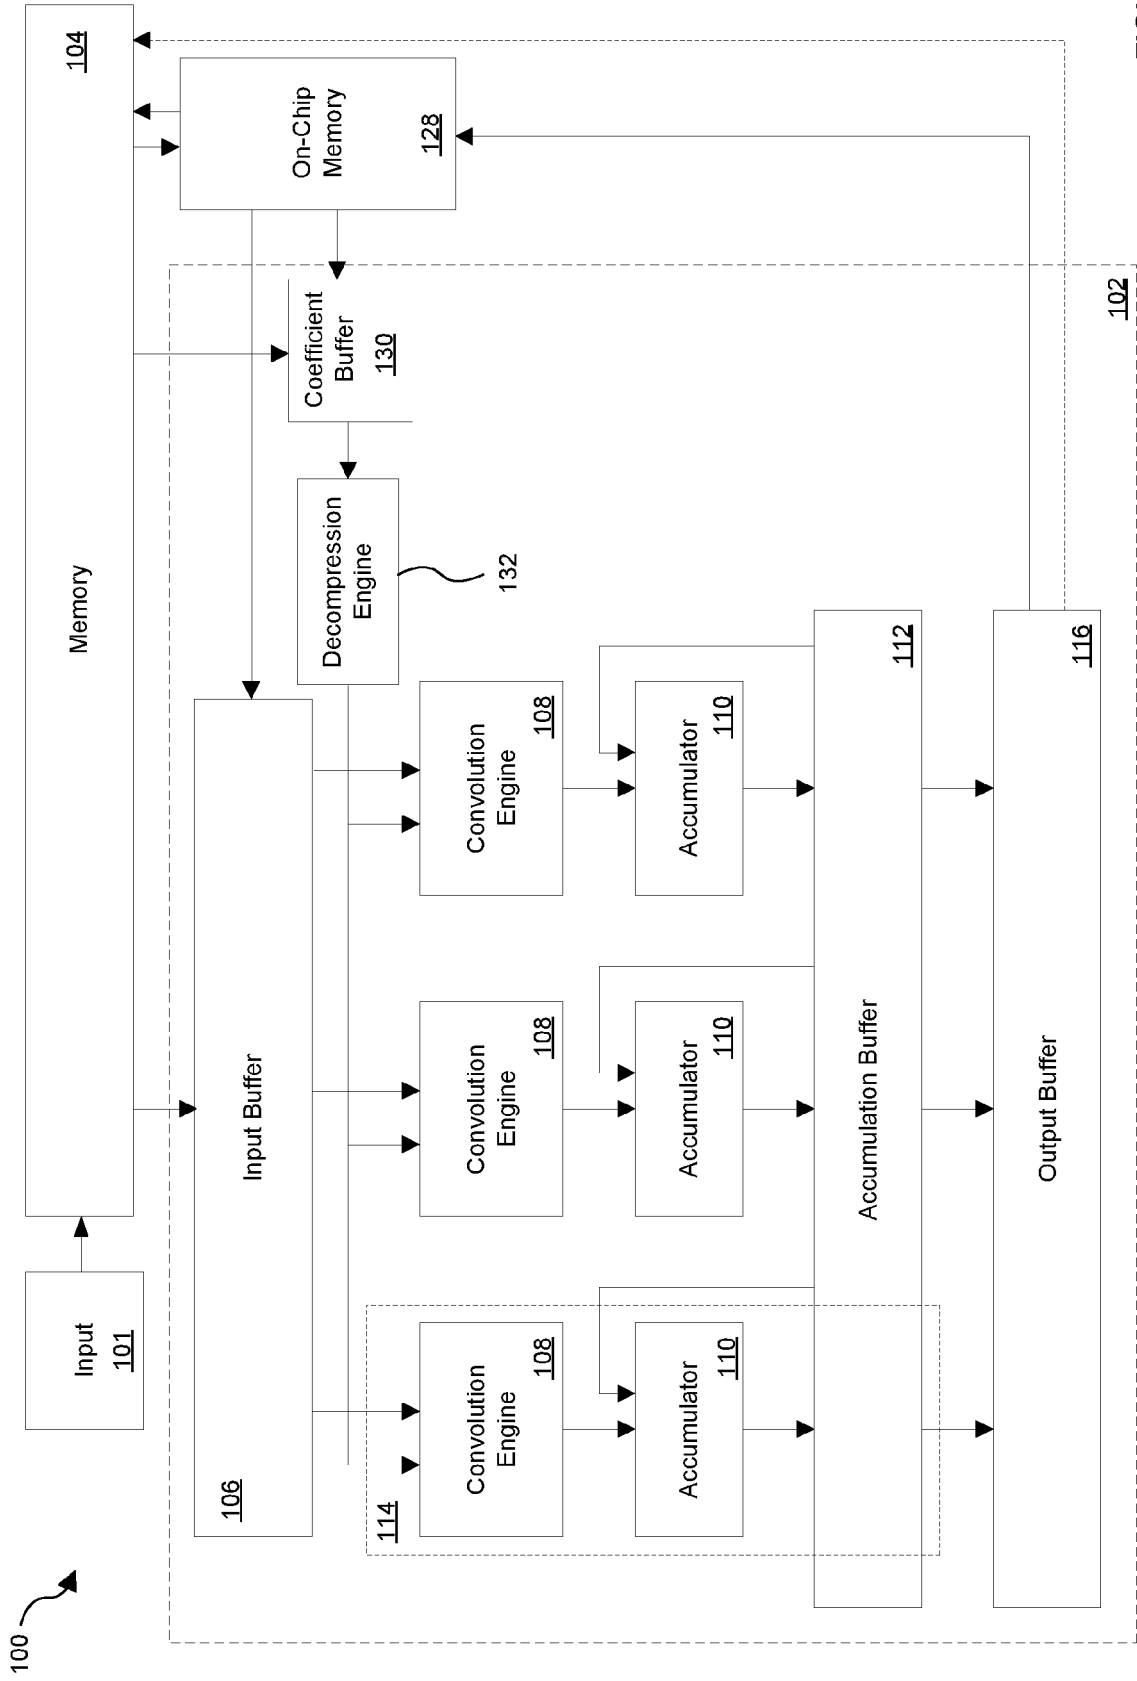 100
Input
101
Memory
104
106
Input Buffer
On-Chip
Memory
128
Coefficient
Buffer
130
Decompression
Engine
132
114
Convolution
Engine
108
Convolution
Engine
108
Convolution
Engine
108
Accumulator
110
Accumulator
110
Accumulator
110
Accumulation Buffer
112
Output Buffer
116
102